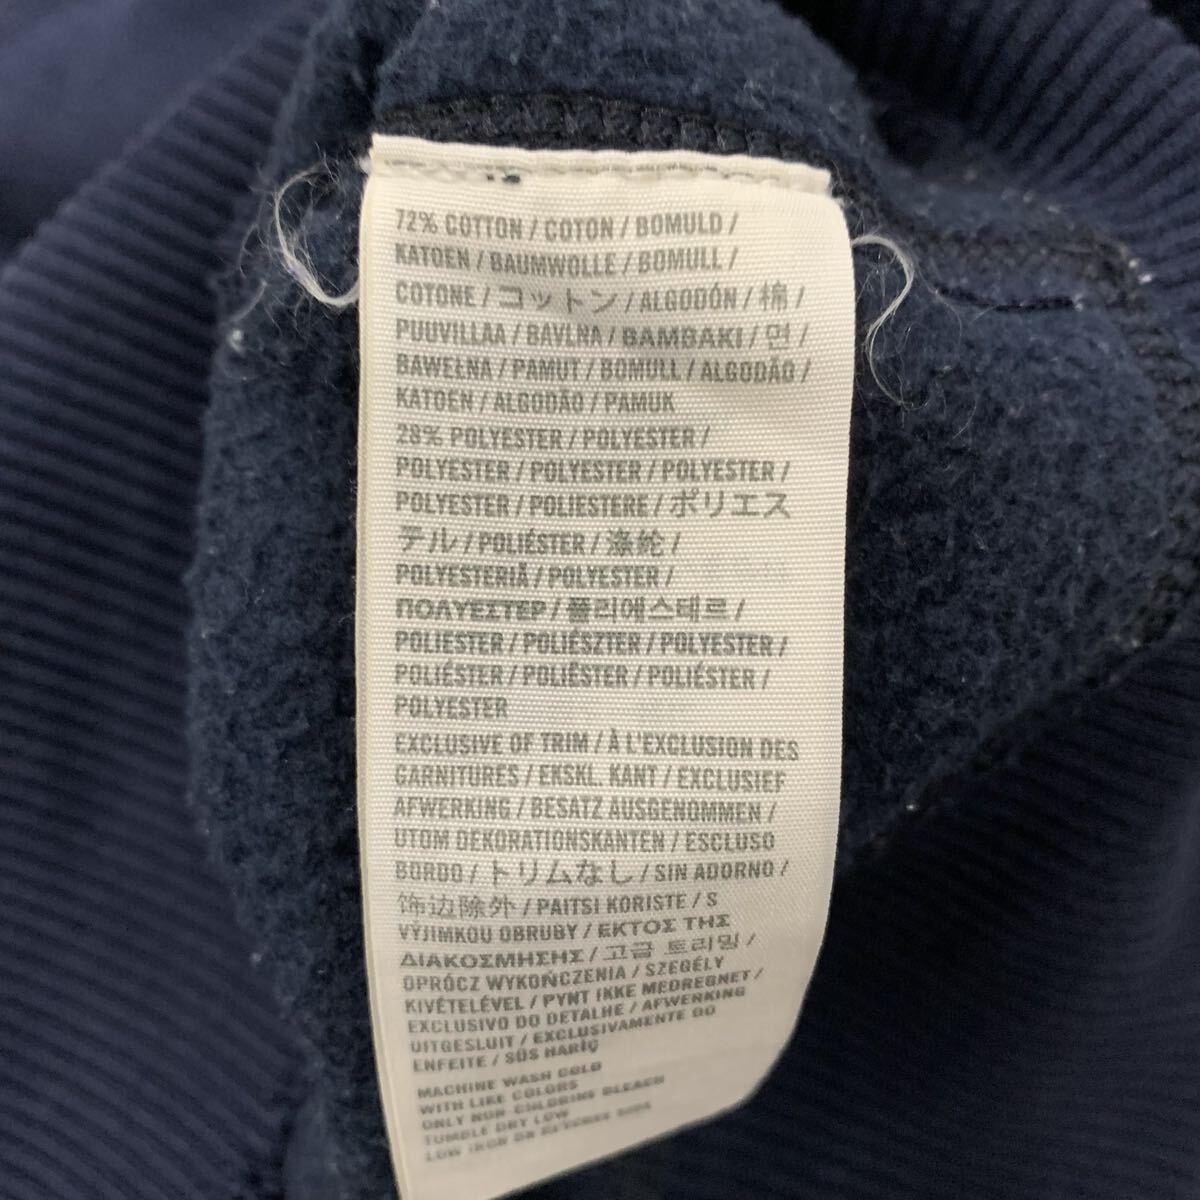 72% COTTON / COTON / BOMULD /
KATOEN / BAUMWOLLE / BOMULL /
COTONE / コットン / ALGODÓN / 棉 /
PUUVILLAA / BAVLNA / ΒΑΜΒΑΚΙ / 면 /
BAWEŁNA / PAMUT / BOMULL / ALGODÃO /
KATOEN / ALGODÃO / PAMUK
28% POLYESTER / POLYESTER /
POLYESTER / POLYESTER / POLYESTER /
POLYESTER / POLIESTERE / ポリエス
テル / POLIÉSTER / 涤纶 /
POLYESTERIÄ / POLYESTER /
ΠΟΛΥΕΣΤΕΡ / 폴리에스테르 /
POLIESTER / POLIÉSZTER / POLYESTER /
POLIÉSTER / POLIÉSTER / POLIÉSTER /
POLYESTER
EXCLUSIVE OF TRIM / À L'EXCLUSION DES
GARNITURES / EKSKL. KANT / EXCLUSIEF
AFWERKING / BESATZ AUSGENOMMEN /
UTOM DEKORATIONSKANTEN / ESCLUSO
BORDO / トリムなし / SIN ADORNO /
饰边除外 / PAITSI KORISTE / S
VÝJIMKOU OBRUBY / ΕΚΤΟΣ ΤΗΣ
ΔΙΑΚΟΣΜΗΣΗΣ / 고급 트리밍 /
OPRÓCZ WYKOŃCZENIA / SZEGÉLY
KIVÉTELÉVEL / PYNT IKKE MEDREGNET /
EXCLUSIVO DO DETALHE / AFWERKING
UITGESLUIT / EXCLUSIVAMENTE DO
ENFEITE / SÜS HARİÇ
MACHINE WASH COLD
WITH LIKE COLORS
ONLY NON CHLORINE BLEACH
TUMBLE DRY LOW
LOW IRON ON REVERSE SIDE